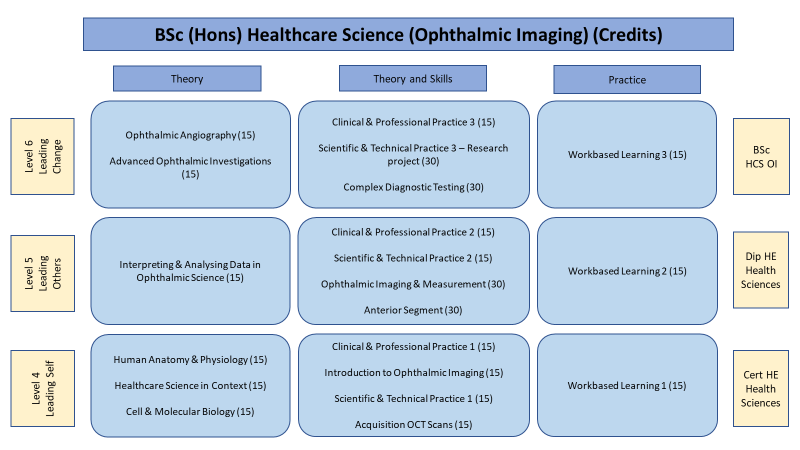 BSc (Hons) Healthcare Science (Ophthalmic Imaging) (Credits)
Theory
Theory and Skills
Practice
Level 6
Leading
Change
Ophthalmic Angiography (15)
Advanced Ophthalmic Investigations
(15)
Clinical & Professional Practice 3 (15)
Scientific & Technical Practice 3 – Research
project (30)
Complex Diagnostic Testing (30)
Workbased Learning 3 (15)
BSc
HCS OI
Level 5
Leading
Others
Interpreting & Analysing Data in
Ophthalmic Science (15)
Clinical & Professional Practice 2 (15)
Scientific & Technical Practice 2 (15)
Ophthalmic Imaging & Measurement (30)
Anterior Segment (30)
Workbased Learning 2 (15)
Dip HE
Health
Sciences
Level 4
Leading Self
Human Anatomy & Physiology (15)
Healthcare Science in Context (15)
Cell & Molecular Biology (15)
Clinical & Professional Practice 1 (15)
Introduction to Ophthalmic Imaging (15)
Scientific & Technical Practice 1 (15)
Acquisition OCT Scans (15)
Workbased Learning 1 (15)
Cert HE
Health
Sciences